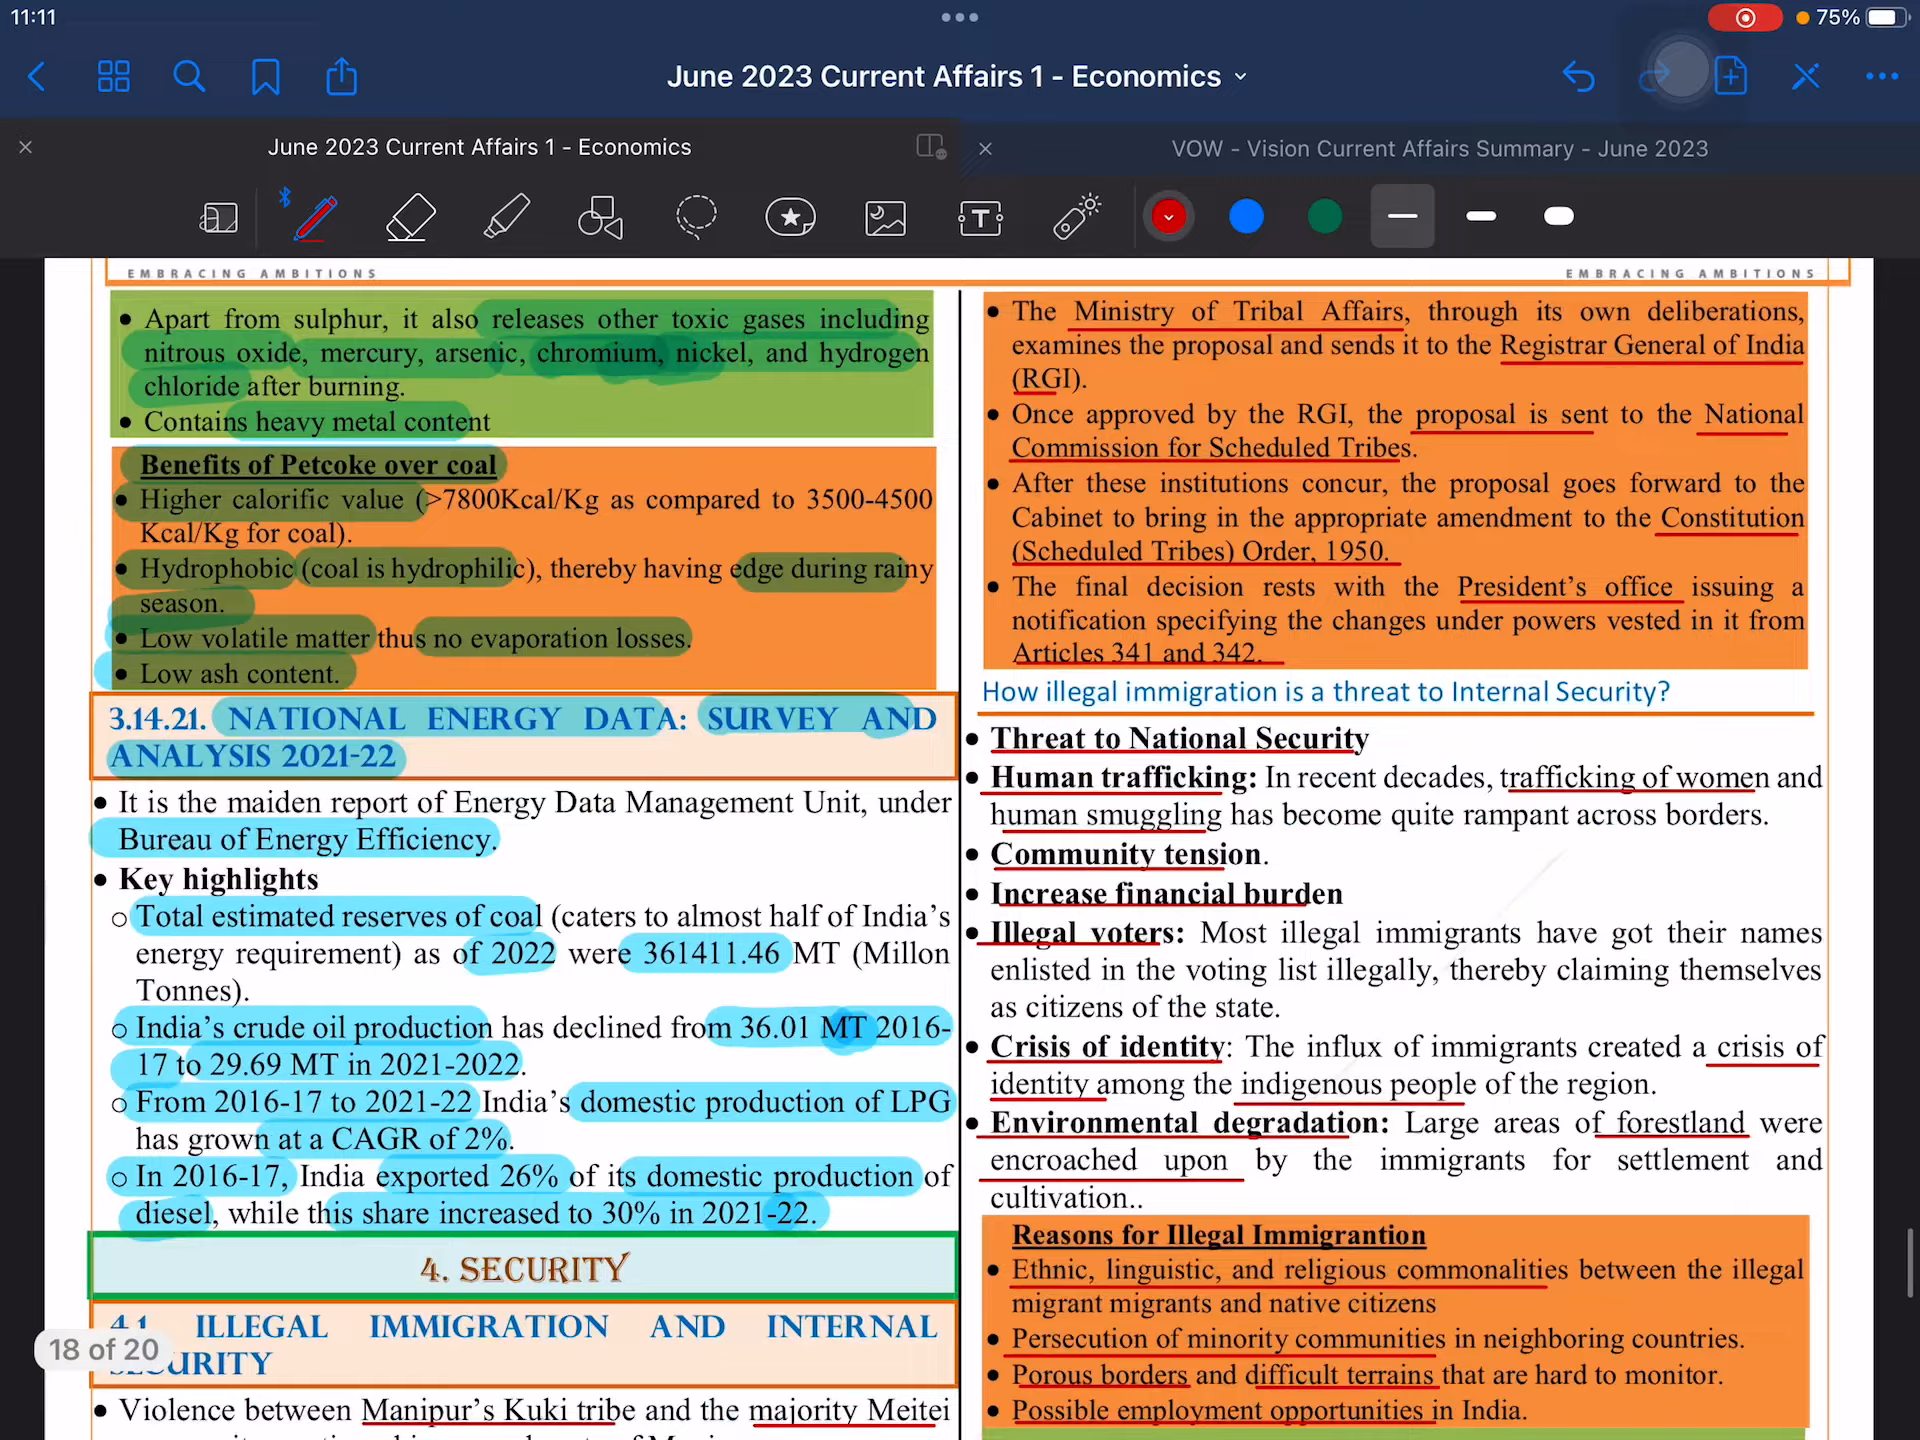 11:11
75%
June 2023 Current Affairs 1 - Economics
June 2023 Current Affairs 1 - Economics
VOW - Vision Current Affairs Summary - June 2023
EMBRACING AMBITIONS
EMBRACING AMBITIONS
• Apart from sulphur, it also releases other toxic gases including
nitrous oxide, mercury, arsenic, chromium, nickel, and hydrogen
chloride after burning.
• Contains heavy metal content
Benefits of Petcoke over coal
• Higher calorific value (>7800Kcal/Kg as compared to 3500-4500
Kcal/Kg for coal).
• Hydrophobic (coal is hydrophilic), thereby having edge during rainy
season.
• Low volatile matter thus no evaporation losses.
• Low ash content.
3.14.21. NATIONAL ENERGY DATA: SURVEY AND
ANALYSIS 2021-22
• It is the maiden report of Energy Data Management Unit, under
Bureau of Energy Efficiency.
• Key highlights
o Total estimated reserves of coal (caters to almost half of India's
energy requirement) as of 2022 were 361411.46 MT (Millon
Tonnes).
o India's crude oil production has declined from 36.01 MT 2016-
17 to 29.69 MT in 2021-2022.
o From 2016-17 to 2021-22 India's domestic production of LPG
has grown at a CAGR of 2%.
o In 2016-17, India exported 26% of its domestic production of
diesel, while this share increased to 30% in 2021-22.
4. SECURITY
4.1. ILLEGAL IMMIGRATION AND INTERNAL
SECURITY
18 of 20
• Violence between Manipur's Kuki tribe and the majority Meitei
• The Ministry of Tribal Affairs, through its own deliberations,
examines the proposal and sends it to the Registrar General of India
(RGI).
• Once approved by the RGI, the proposal is sent to the National
Commission for Scheduled Tribes.
• After these institutions concur, the proposal goes forward to the
Cabinet to bring in the appropriate amendment to the Constitution
(Scheduled Tribes) Order, 1950.
• The final decision rests with the President's office issuing a
notification specifying the changes under powers vested in it from
Articles 341 and 342.
How illegal immigration is a threat to Internal Security?
• Threat to National Security
• Human trafficking: In recent decades, trafficking of women and
human smuggling has become quite rampant across borders.
• Community tension.
• Increase financial burden
• Illegal voters: Most illegal immigrants have got their names
enlisted in the voting list illegally, thereby claiming themselves
as citizens of the state.
• Crisis of identity: The influx of immigrants created a crisis of
identity among the indigenous people of the region.
• Environmental degradation: Large areas of forestland were
encroached upon by the immigrants for settlement and
cultivation..
Reasons for Illegal Immigrantion
• Ethnic, linguistic, and religious commonalities between the illegal
migrant migrants and native citizens
• Persecution of minority communities in neighboring countries.
• Porous borders and difficult terrains that are hard to monitor.
• Possible employment opportunities in India.